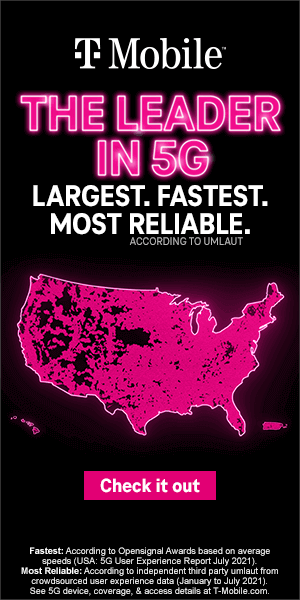 T Mobile™
THE LEADER
IN 5G
LARGEST. FASTEST.
MOST RELIABLE.
ACCORDING TO UMLAUT
Check it out
Fastest: According to Opensignal Awards based on average
speeds (USA: 5G User Experience Report July 2021).
Most Reliable: According to independent third party umlaut from
crowdsourced user experience data (January to July 2021).
See 5G device, coverage, & access details at T-Mobile.com.